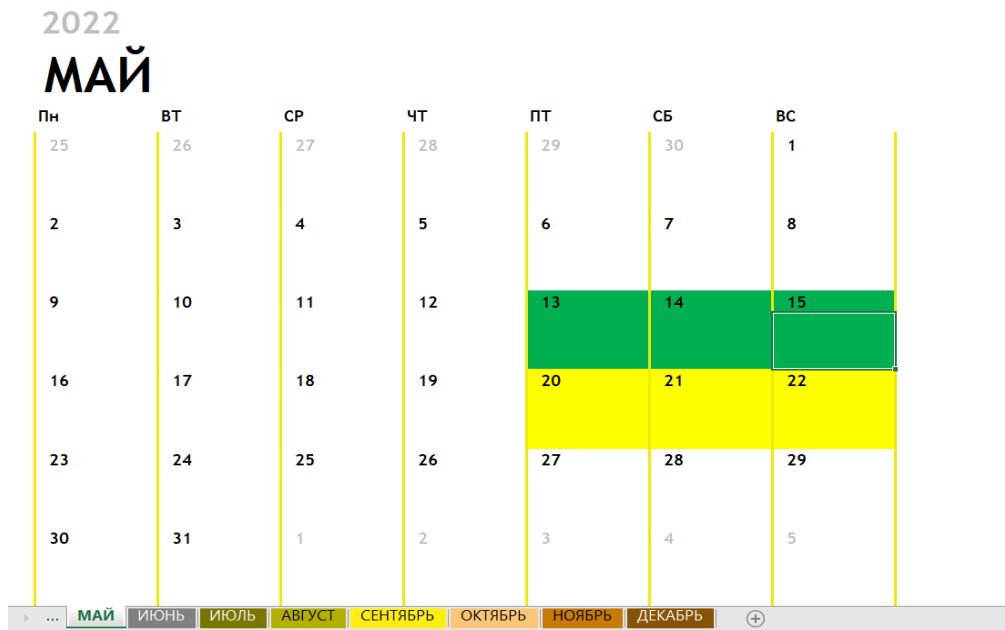 2022
МАЙ
Пн ВТ СР ЧТ ПТ СБ ВС
25 26 27 28 29 30 1
2 3 4 5 6 7 8
9 10 11 12 13 14 15
16 17 18 19 20 21 22
23 24 25 26 27 28 29
30 31 1 2 3 4 5
... МАЙ ИЮНЬ ИЮЛЬ АВГУСТ СЕНТЯБРЬ ОКТЯБРЬ НОЯБРЬ ДЕКАБРЬ